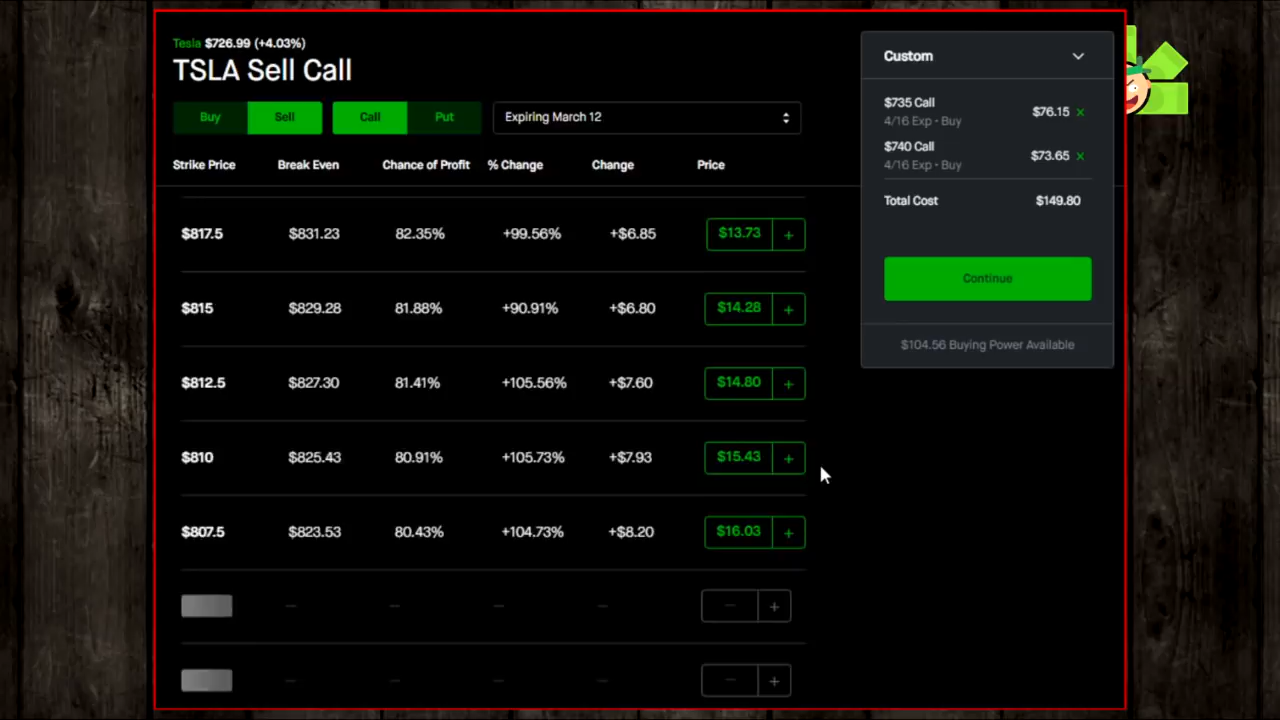 Tesla $726.99 (+4.03%)
TSLA Sell Call
Buy Sell Call Put Expiring March 12
Strike Price Break Even Chance of Profit % Change Change Price
$817.5 $831.23 82.35% +99.56% +$6.85 $13.73 +
$815 $829.28 81.88% +90.91% +$6.80 $14.28 +
$812.5 $827.30 81.41% +105.56% +$7.60 $14.80 +
$810 $825.43 80.91% +105.73% +$7.93 $15.43 +
$807.5 $823.53 80.43% +104.73% +$8.20 $16.03 +
— — — — — +
— — — — — +
Custom
$735 Call
4/16 Exp • Buy $76.15 ×
$740 Call
4/16 Exp • Buy $73.65 ×
Total Cost $149.80
Continue
$104.56 Buying Power Available